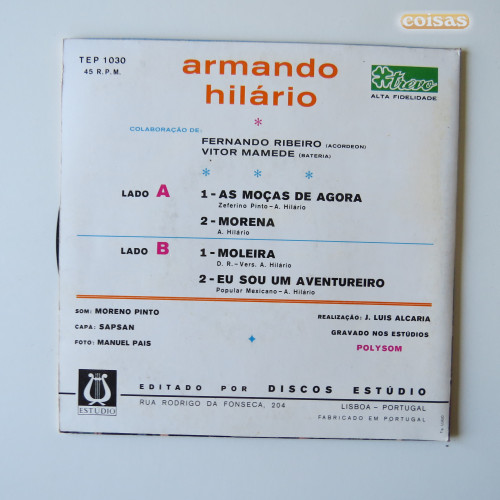 coisas
TEP 1030
45 R.P.M.
armando
hilário
trevo
ALTA FIDELIDADE
COLABORAÇÃO DE:
FERNANDO RIBEIRO (ACORDEON)
VITOR MAMEDE (BATERIA)
LADO A
1 - AS MOÇAS DE AGORA
Zeferino Pinto - A. Hilário
2 - MORENA
A. Hilário
LADO B
1 - MOLEIRA
D. R. - Vers. A. Hilário
2 - EU SOU UM AVENTUREIRO
Popular Mexicano - A. Hilário
SOM: MORENO PINTO
CAPA: SAPSAN
FOTO: MANUEL PAIS
REALIZAÇÃO: J. LUIS ALCARIA
GRAVADO NOS ESTÚDIOS
POLYSOM
ESTÚDIO
EDITADO POR DISCOS ESTÚDIO
RUA RODRIGO DA FONSECA, 204
LISBOA - PORTUGAL
FABRICADO EM PORTUGAL